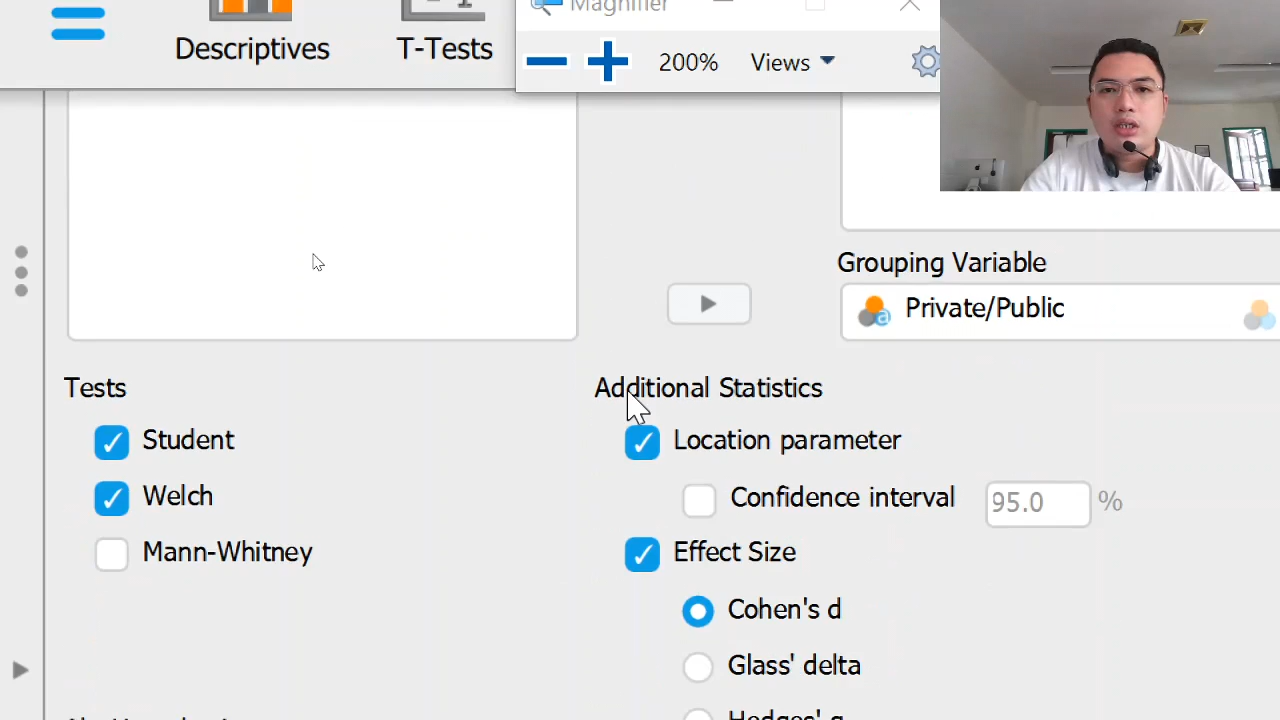 Magnifier
Descriptives
T-Tests
200%
Views
Grouping Variable
a Private/Public
Tests
Additional Statistics
Student
Location parameter
Welch
Confidence interval
95.0
%
Mann-Whitney
Effect Size
Cohen's d
Glass' delta
Hedges' g